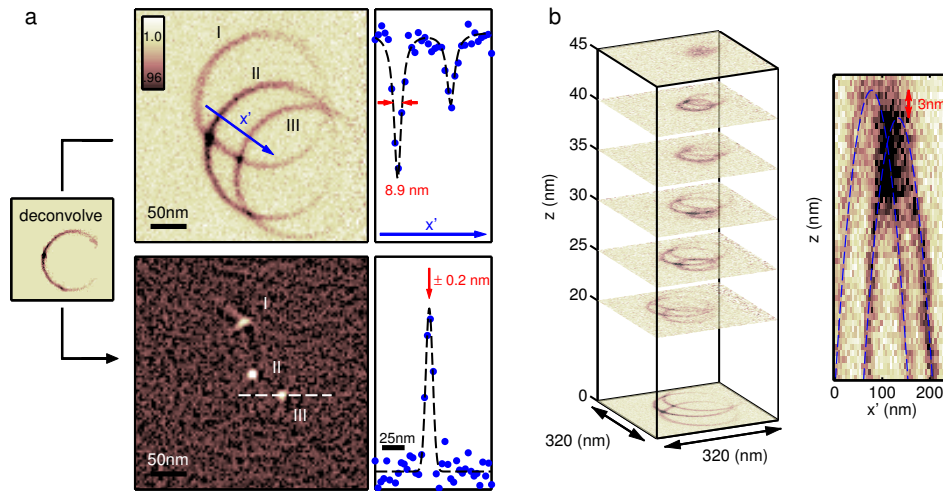 a
1.0
.96
I
II
III
x'
50nm
8.9 nm
x'
deconvolve
I
II
III
50nm
± 0.2 nm
25nm
b
45
40
35
30
25
20
0
z (nm)
320 (nm)
320 (nm)
3nm
z (nm)
0
100
200
x' (nm)